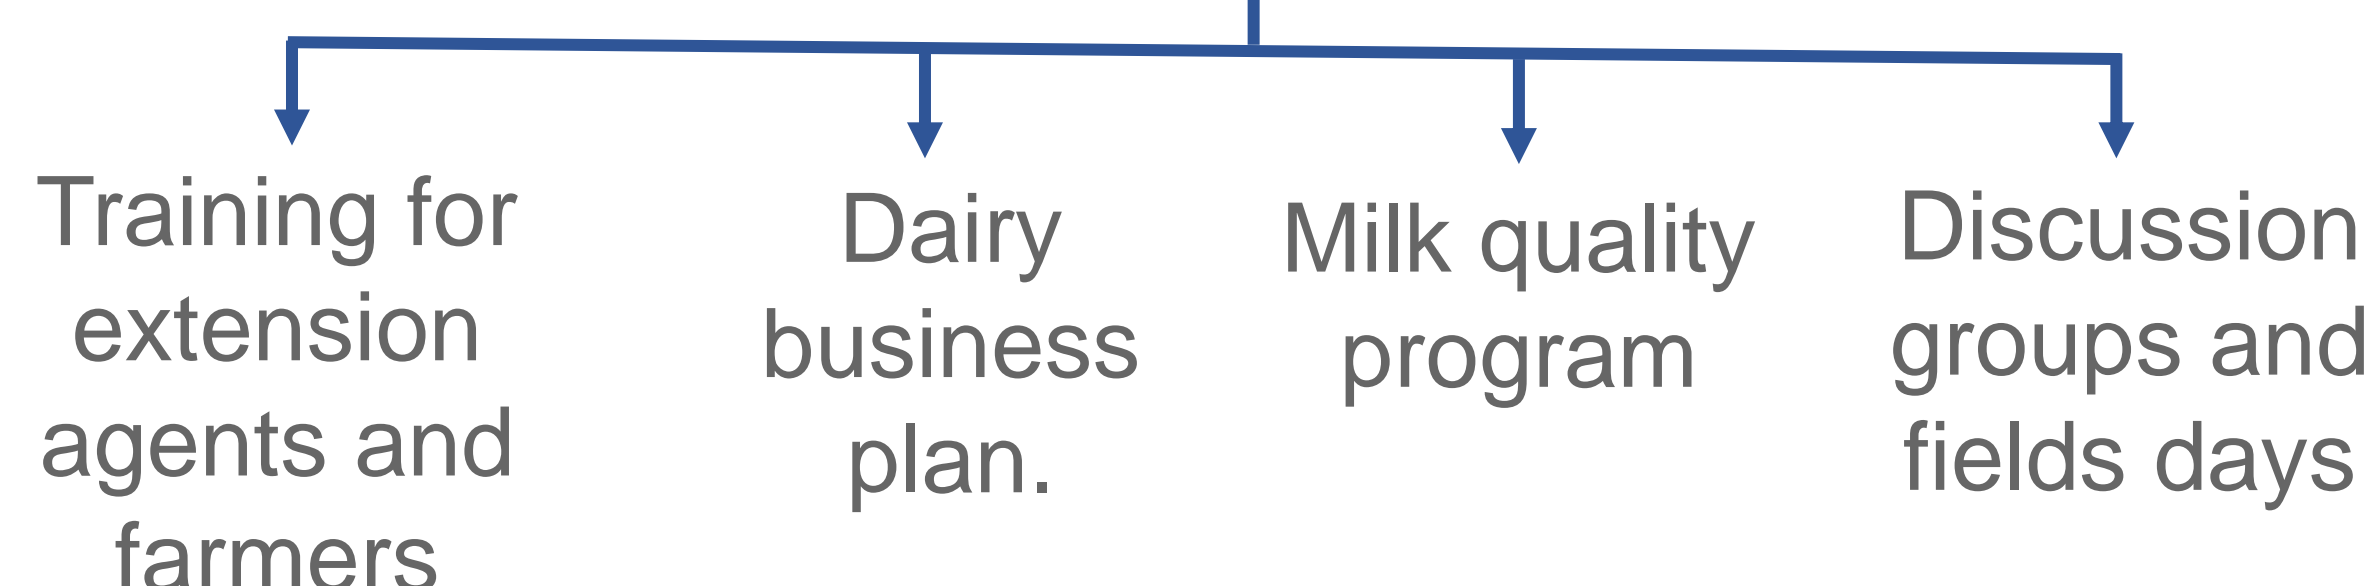 Training for
extension
agents and
farmers
Dairy
business
plan.
Milk quality
program
Discussion
groups and
fields days